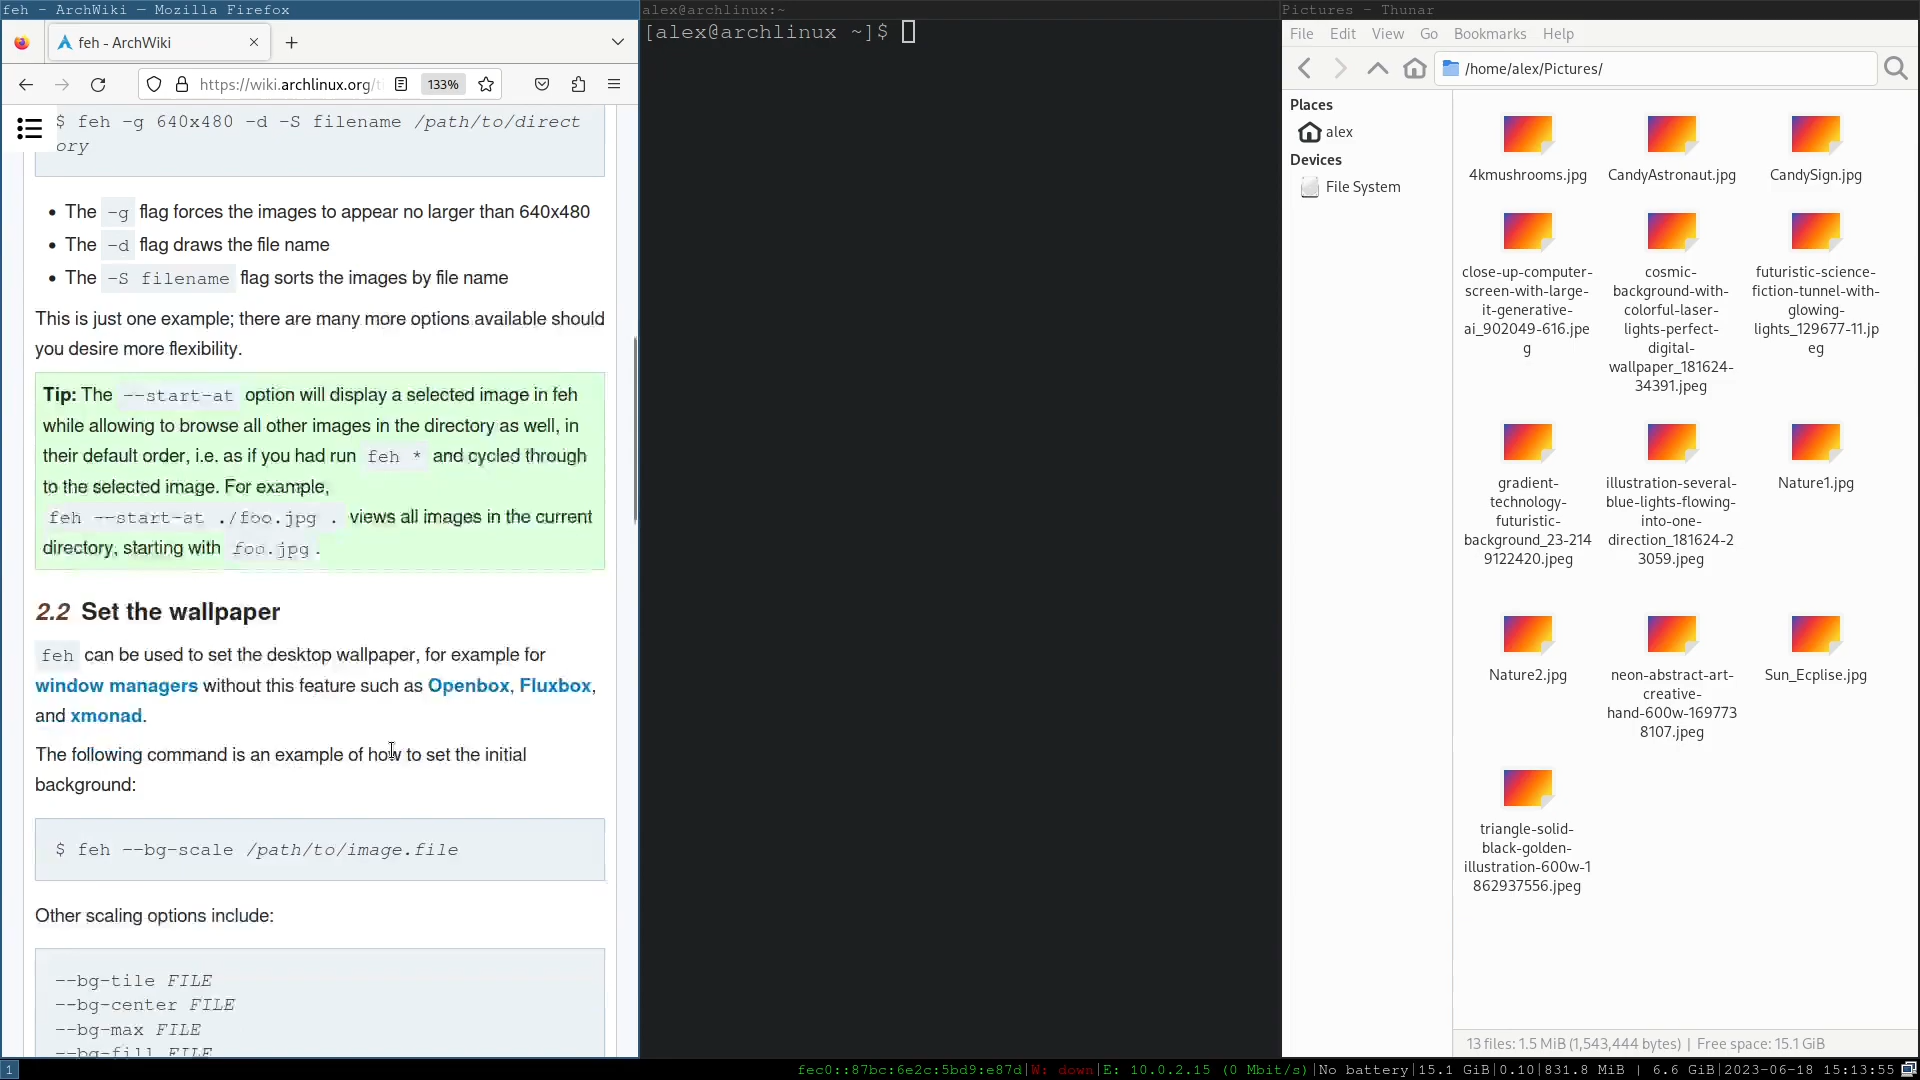 feh - ArchWiki — Mozilla Firefox
feh - ArchWiki
https://wiki.archlinux.org/ti
133%
$ feh -g 640x480 -d -S filename /path/to/direct
ory
• The -g flag forces the images to appear no larger than 640x480
• The -d flag draws the file name
• The -S filename flag sorts the images by file name
This is just one example; there are many more options available should
you desire more flexibility.
Tip: The --start-at option will display a selected image in feh
while allowing to browse all other images in the directory as well, in
their default order, i.e. as if you had run feh * and cycled through
to the selected image. For example,
feh --start-at ./foo.jpg . views all images in the current
directory, starting with foo.jpg.
2.2 Set the wallpaper
feh can be used to set the desktop wallpaper, for example for
window managers without this feature such as Openbox, Fluxbox,
and xmonad.
The following command is an example of how to set the initial
background:
$ feh --bg-scale /path/to/image.file
Other scaling options include:
--bg-tile FILE
--bg-center FILE
--bg-max FILE
--bg-fill FILE
alex@archlinux:~
[alex@archlinux ~]$
Pictures - Thunar
File Edit View Go Bookmarks Help
/home/alex/Pictures/
Places
alex
Devices
File System
4kmushrooms.jpg
CandyAstronaut.jpg
CandySign.jpg
close-up-computer-
screen-with-large-
it-generative-
ai_902049-616.jpe
g
cosmic-
background-with-
colorful-laser-
lights-perfect-
digital-
wallpaper_181624-
34391.jpeg
futuristic-science-
fiction-tunnel-with-
glowing-
lights_129677-11.jp
eg
gradient-
technology-
futuristic-
background_23-214
9122420.jpeg
illustration-several-
blue-lights-flowing-
into-one-
direction_181624-2
3059.jpeg
Nature1.jpg
Nature2.jpg
neon-abstract-art-
creative-
hand-600w-169773
8107.jpeg
Sun_Ecplise.jpg
triangle-solid-
black-golden-
illustration-600w-1
862937556.jpeg
13 files: 1.5 MiB (1,543,444 bytes) | Free space: 15.1 GiB
1
fec0::87bc:6e2c:5bd9:e87d|W: down|E: 10.0.2.15 (0 Mbit/s)|No battery|15.1 GiB|0.10|831.8 MiB | 6.6 GiB|2023-06-18 15:13:55